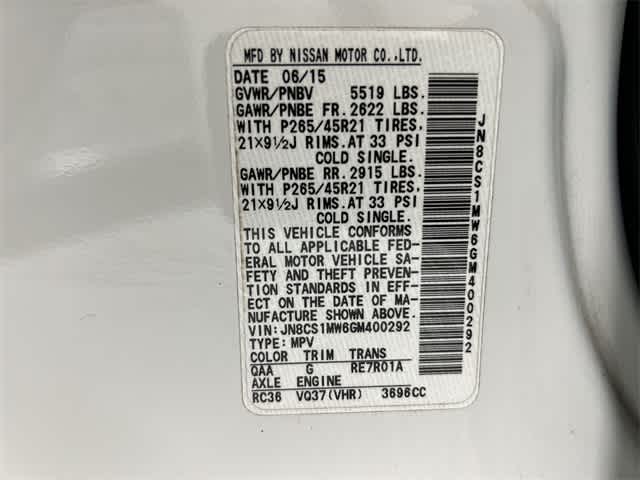 MFD BY NISSAN MOTOR CO.,LTD.
DATE 06/15
GVWR/PNBV 5519 LBS.
GAWR/PNBE FR. 2622 LBS.
WITH P265/45R21 TIRES,
21×9½J RIMS.AT 33 PSI
COLD SINGLE.
GAWR/PNBE RR. 2915 LBS.
WITH P265/45R21 TIRES,
21×9½J RIMS.AT 33 PSI
COLD SINGLE.
THIS VEHICLE CONFORMS
TO ALL APPLICABLE FED-
ERAL MOTOR VEHICLE SA-
FETY AND THEFT PREVEN-
TION STANDARDS IN EFF-
ECT ON THE DATE OF MA-
NUFACTURE SHOWN ABOVE.
VIN: JN8CS1MW6GM400292
TYPE: MPV
COLOR TRIM TRANS
QAA G RE7R01A
AXLE ENGINE
RC36 VQ37(VHR) 3696CC
JN8CS1MW6GM400292